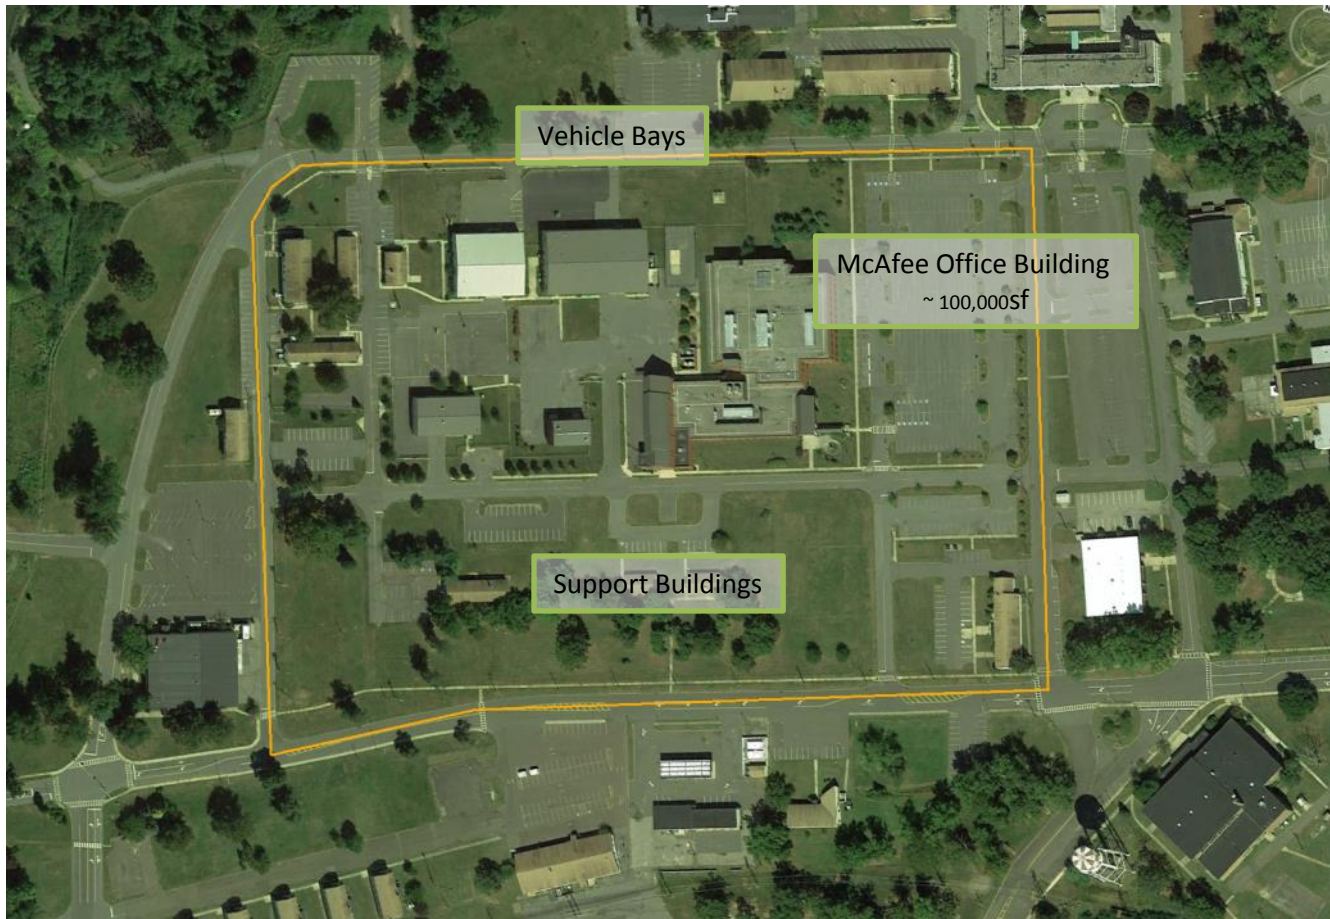 Vehicle Bays
McAfee Office Building
~ 100,000sf
Support Buildings